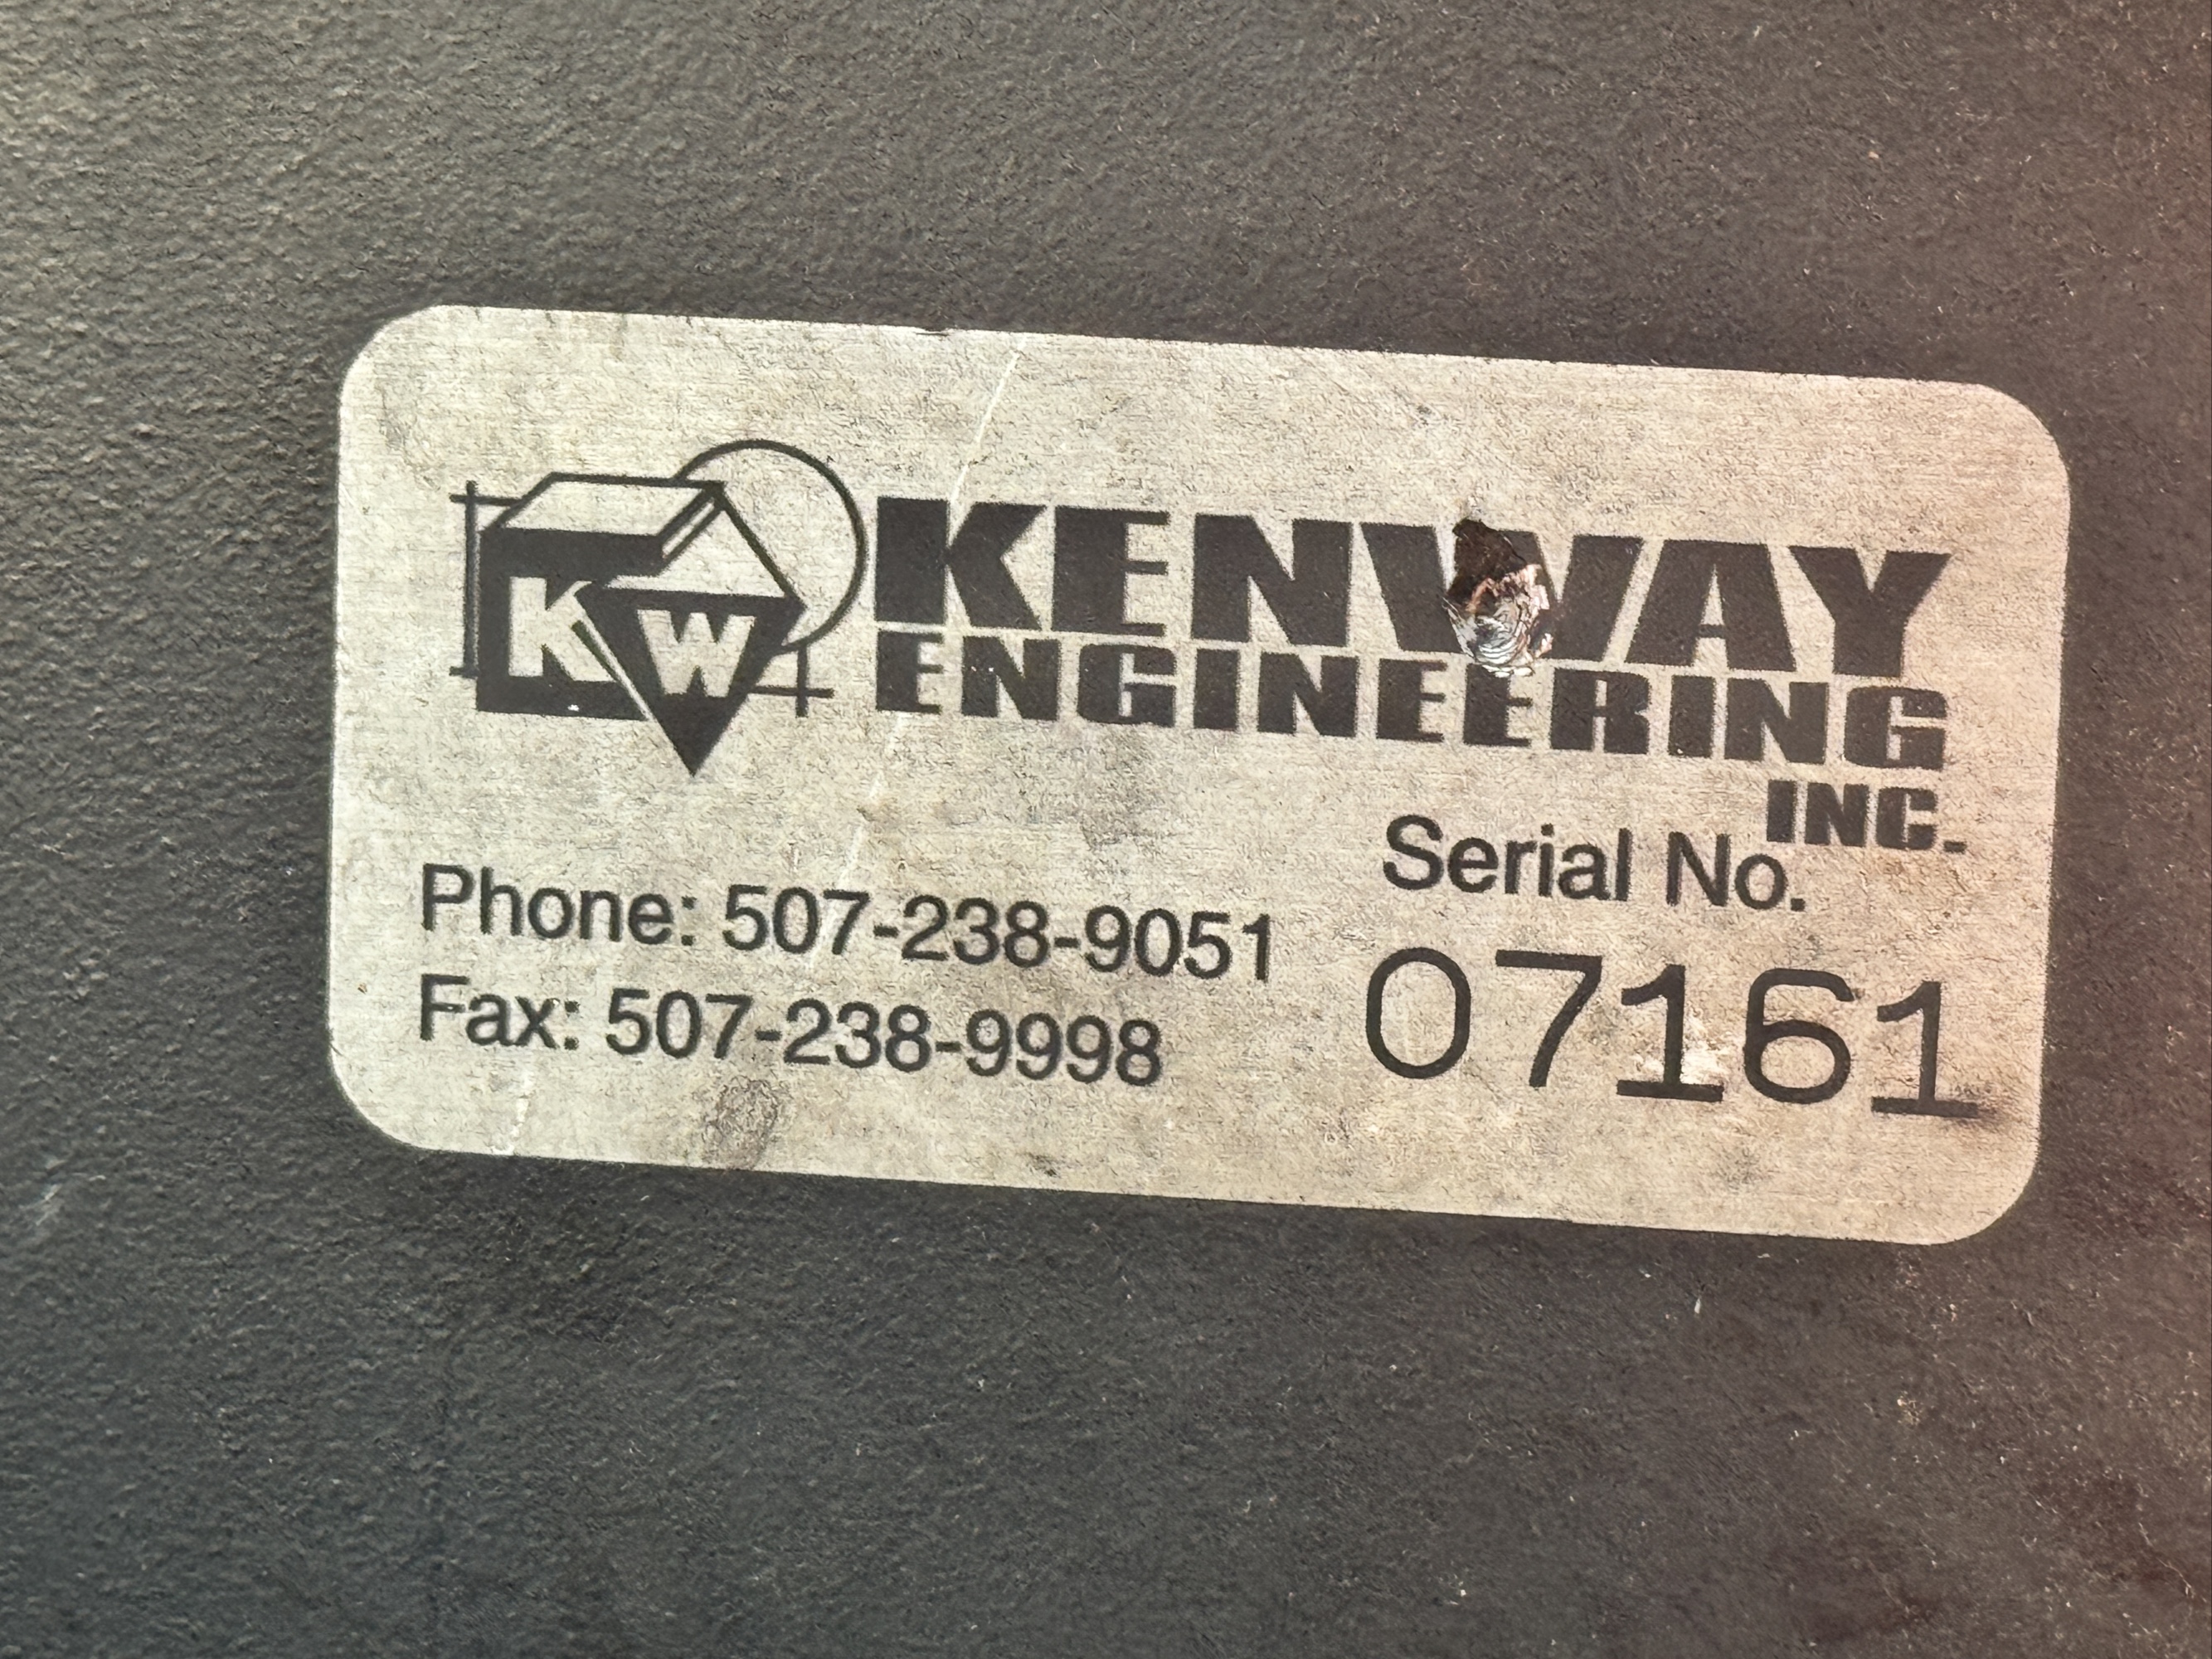 KW KENWAY
ENGINEERING
INC.
Serial No.
Phone: 507-238-9051
07161
Fax: 507-238-9998